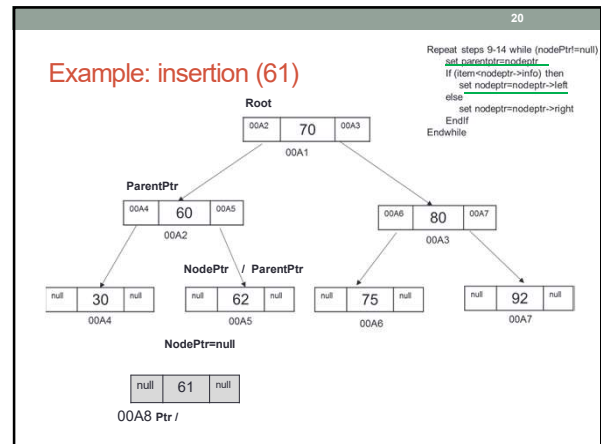 20
Repeat steps 9-14 while (nodePtr!=null)
set parentptr=nodeptr
If (item<nodeptr->info) then
set nodeptr=nodeptr->left
else
set nodeptr=nodeptr->right
EndIf
Endwhile
Example: insertion (61)
Root
00A2 70 00A3
00A1
ParentPtr
00A4 60 00A5
00A2
00A6 80 00A7
00A3
NodePtr / ParentPtr
null 30 null
00A4
null 62 null
00A5
null 75 null
00A6
null 92 null
00A7
NodePtr=null
null 61 null
00A8 Ptr /